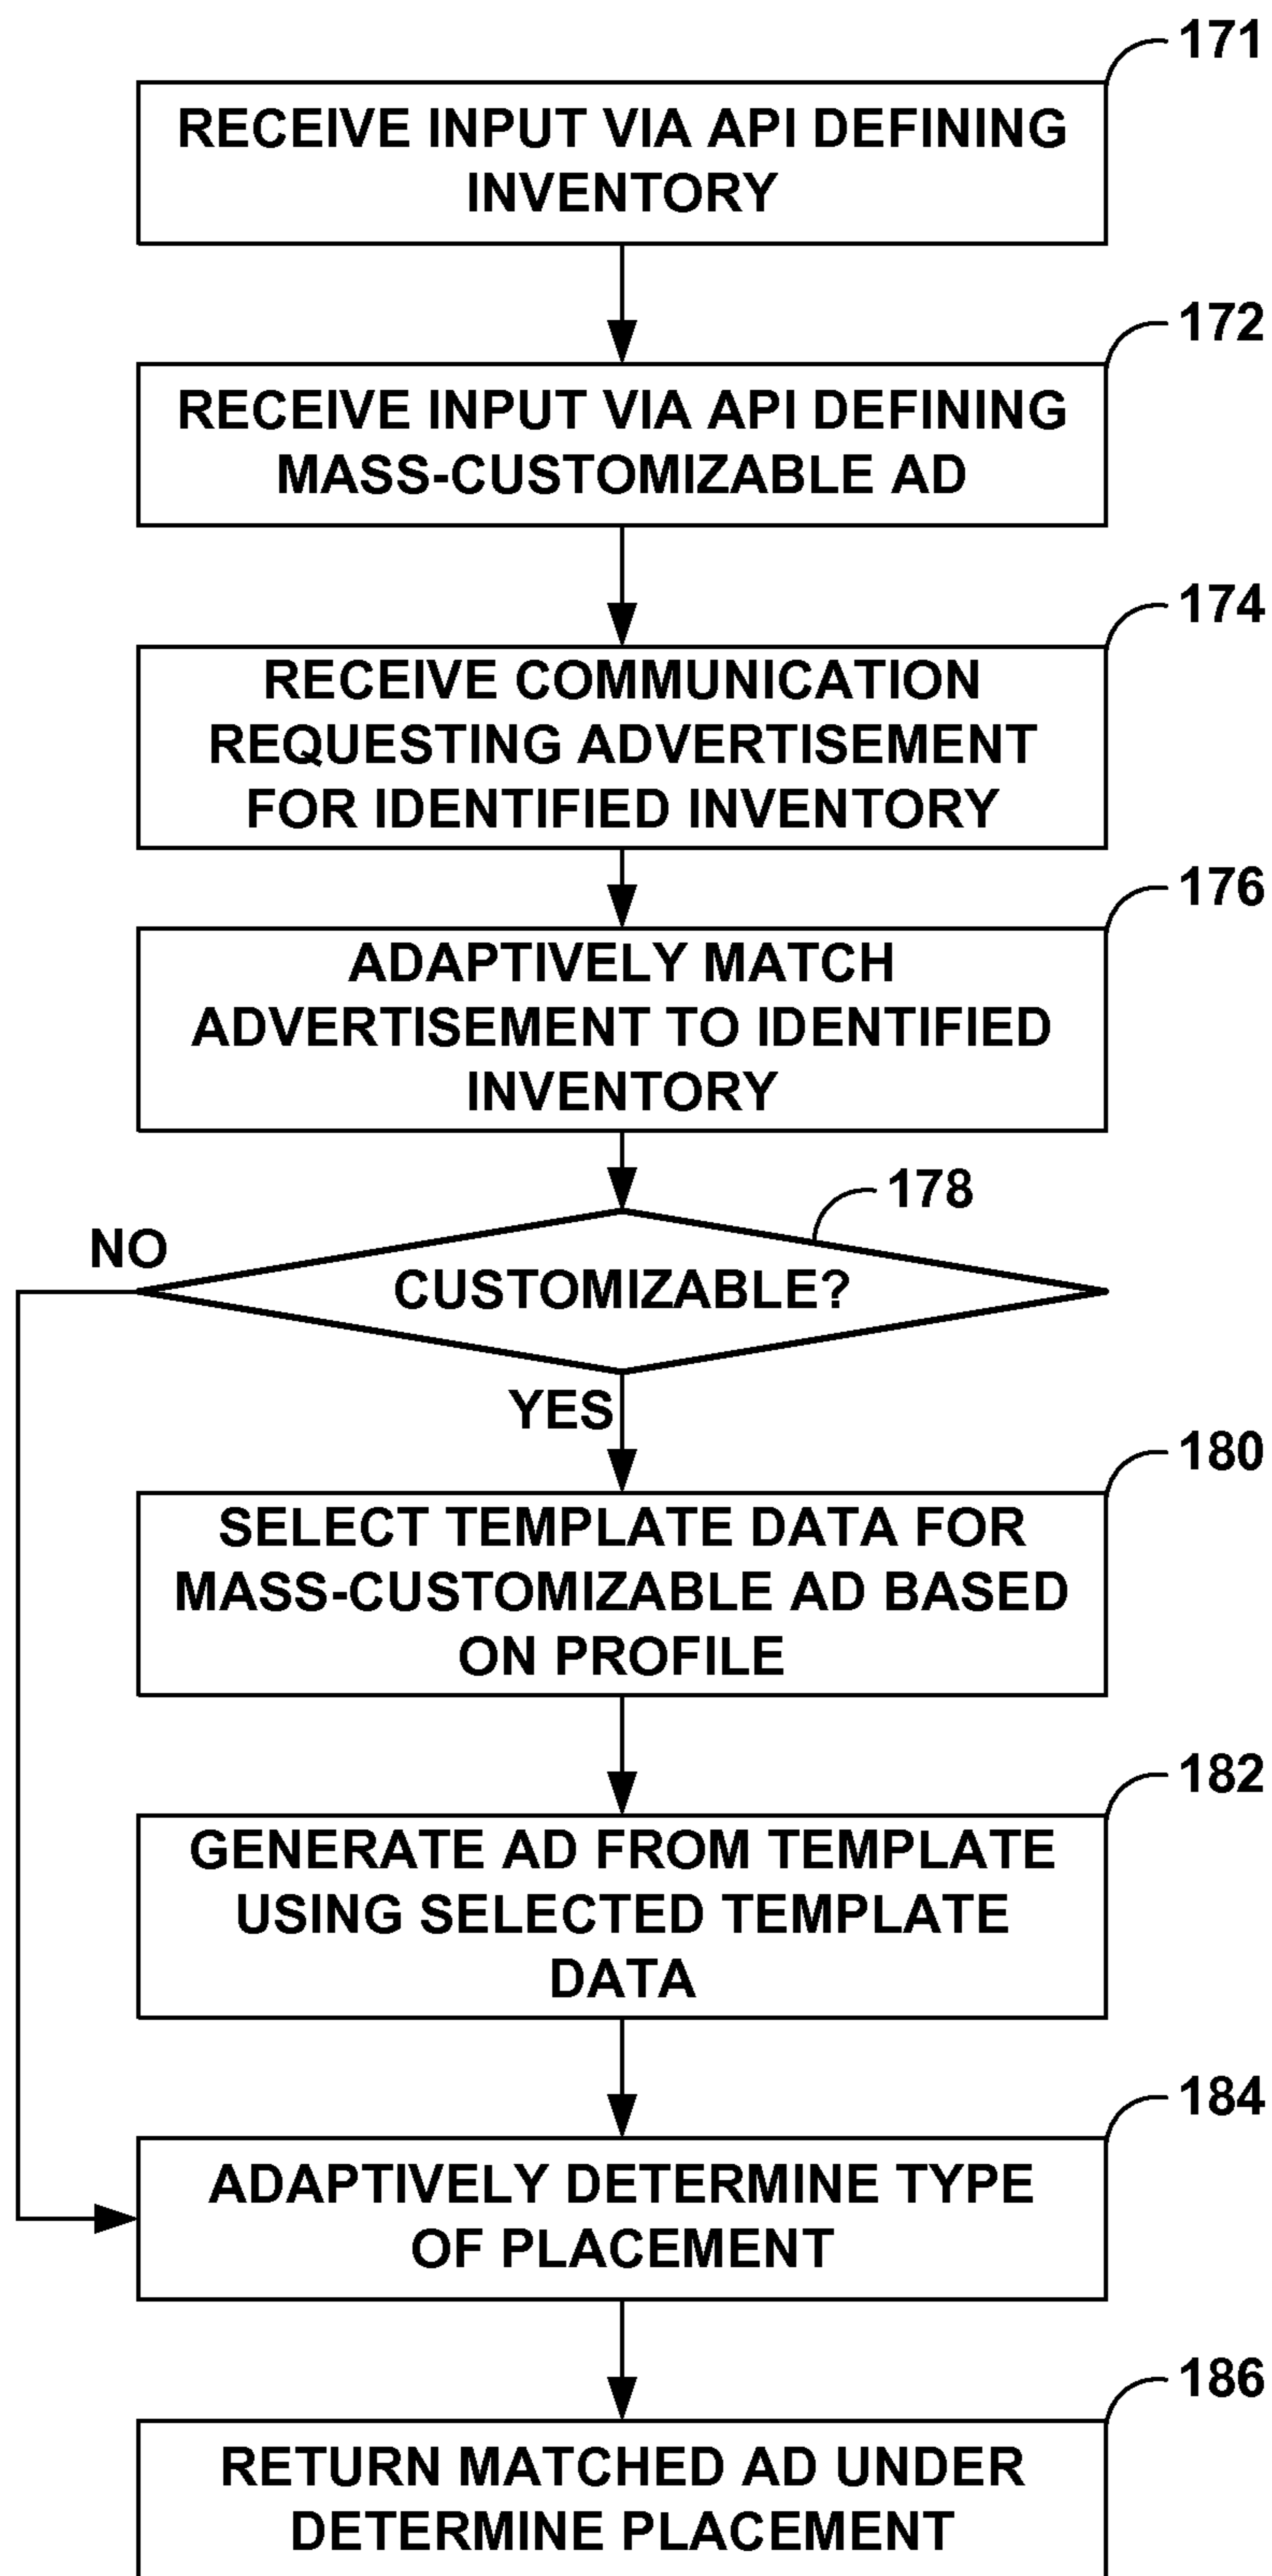 171
RECEIVE INPUT VIA API DEFINING
INVENTORY
172
RECEIVE INPUT VIA API DEFINING
MASS-CUSTOMIZABLE AD
174
RECEIVE COMMUNICATION
REQUESTING ADVERTISEMENT
FOR IDENTIFIED INVENTORY
176
ADAPTIVELY MATCH
ADVERTISEMENT TO IDENTIFIED
INVENTORY
178
NO
CUSTOMIZABLE?
YES
180
SELECT TEMPLATE DATA FOR
MASS-CUSTOMIZABLE AD BASED
ON PROFILE
182
GENERATE AD FROM TEMPLATE
USING SELECTED TEMPLATE
DATA
184
ADAPTIVELY DETERMINE TYPE
OF PLACEMENT
186
RETURN MATCHED AD UNDER
DETERMINE PLACEMENT